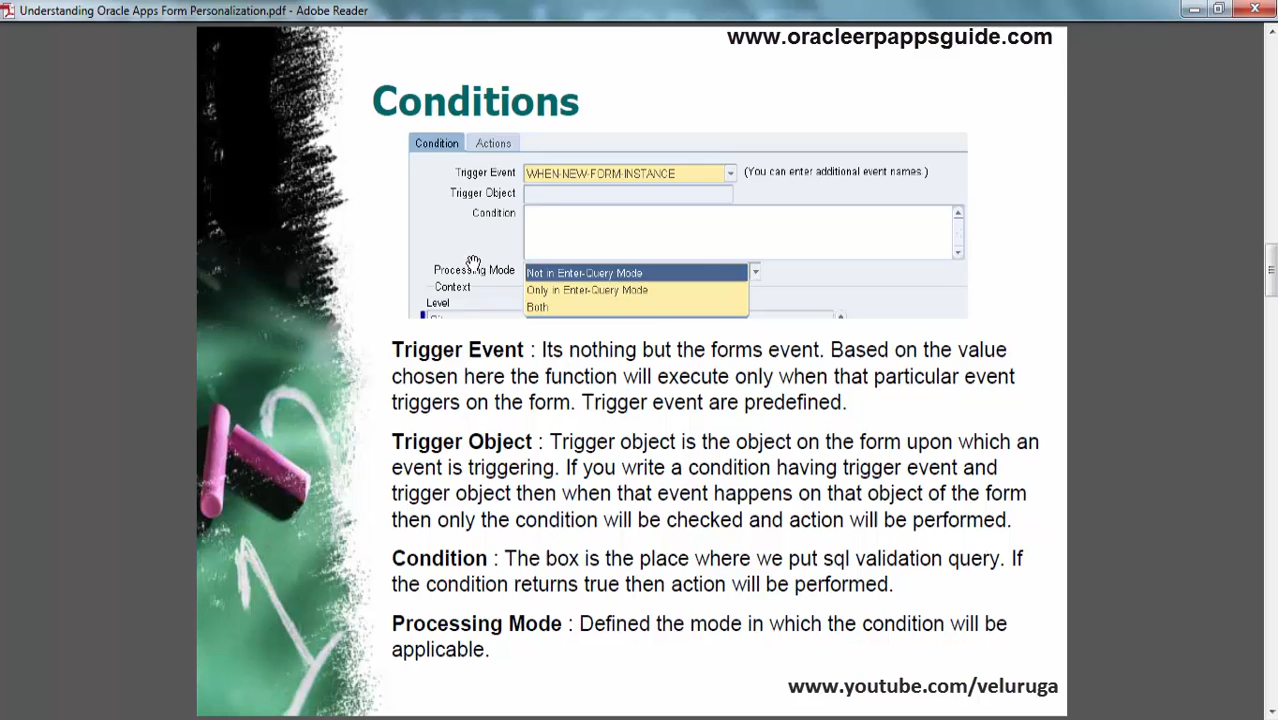 Understanding Oracle Apps Form Personalization.pdf - Adobe Reader
www.oracleerpappsguide.com
Conditions
Condition Actions
Trigger Event WHEN-NEW-FORM-INSTANCE (You can enter additional event names.)
Trigger Object
Condition
Processing Mode Not in Enter-Query Mode
Context Only in Enter-Query Mode
Level Both
Trigger Event : Its nothing but the forms event. Based on the value
chosen here the function will execute only when that particular event
triggers on the form. Trigger event are predefined.
Trigger Object : Trigger object is the object on the form upon which an
event is triggering. If you write a condition having trigger event and
trigger object then when that event happens on that object of the form
then only the condition will be checked and action will be performed.
Condition : The box is the place where we put sql validation query. If
the condition returns true then action will be performed.
Processing Mode : Defined the mode in which the condition will be
applicable.
www.youtube.com/veluruga